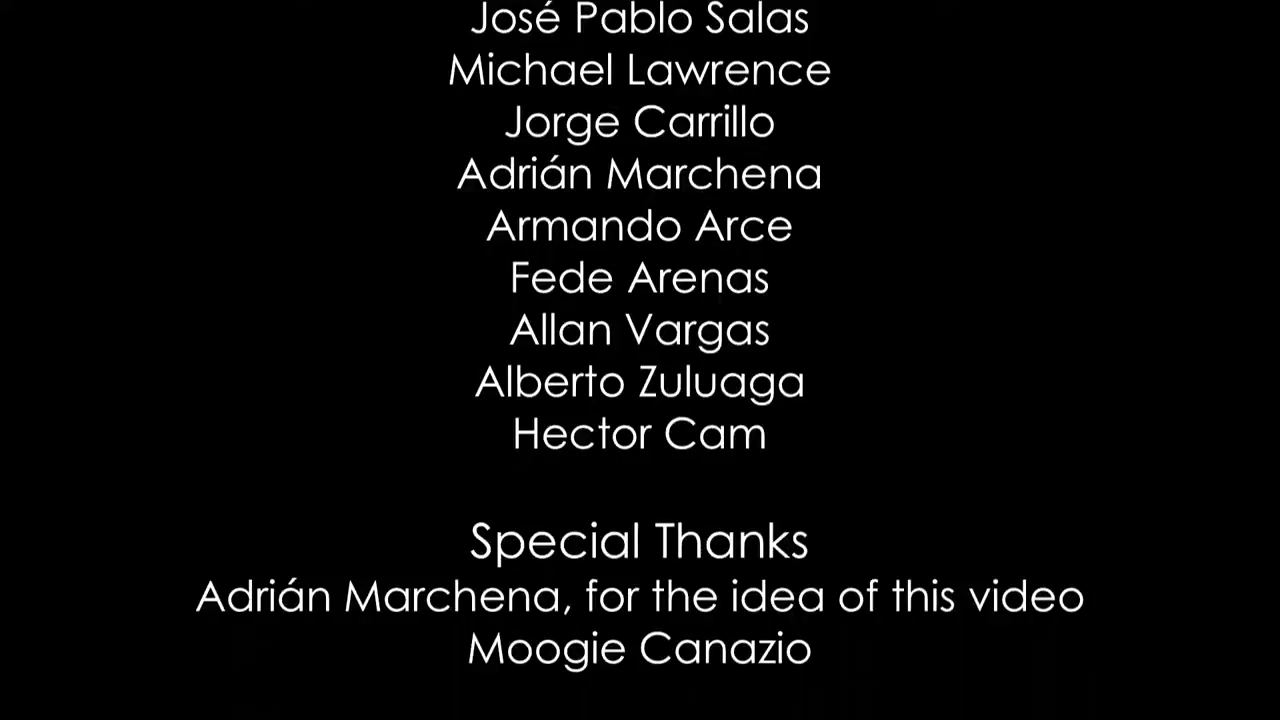 José Pablo Salas
Michael Lawrence
Jorge Carrillo
Adrián Marchena
Armando Arce
Fede Arenas
Allan Vargas
Alberto Zuluaga
Hector Cam
Special Thanks
Adrián Marchena, for the idea of this video
Moogie Canazio